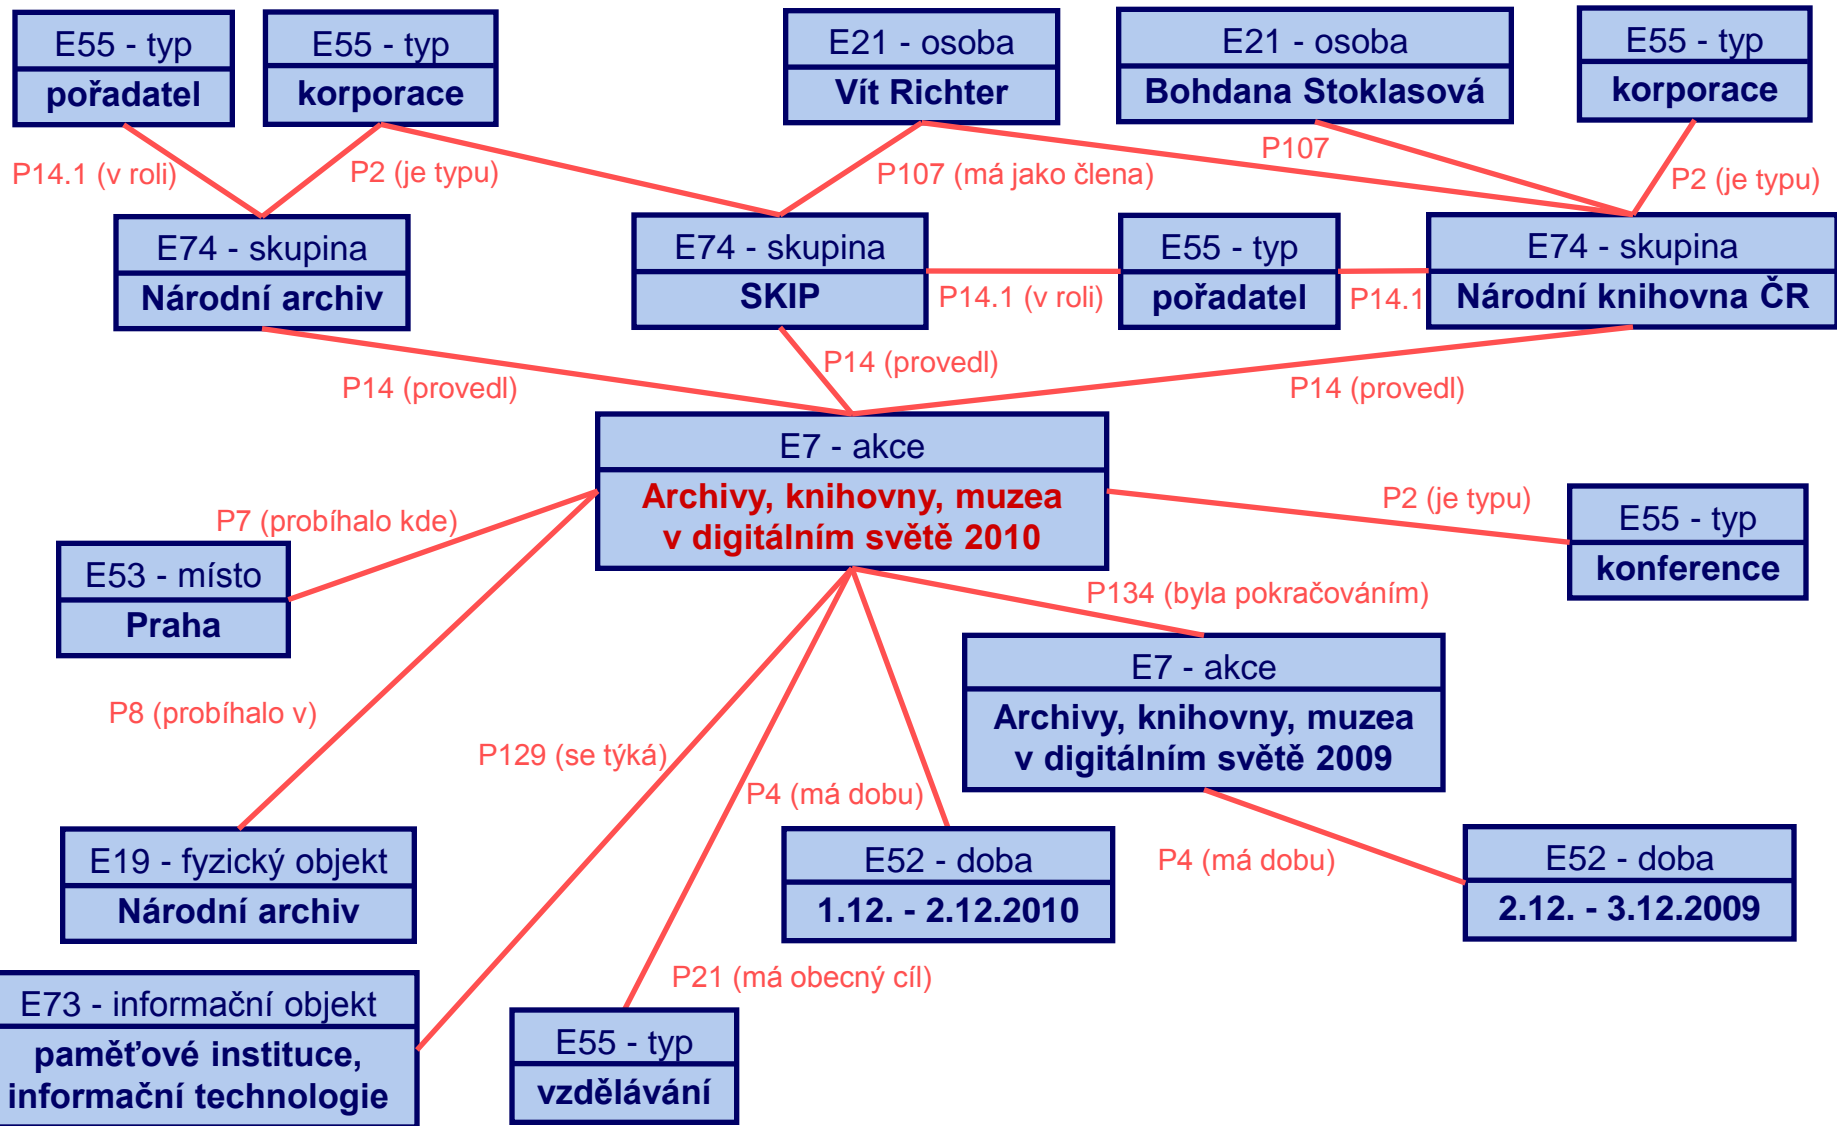 E55 - typ
pořadatel
E55 - typ
korporace
E21 - osoba
Vít Richter
E21 - osoba
Bohdana Stoklasová
E55 - typ
korporace
P14.1 (v roli)
P2 (je typu)
P107 (má jako člena)
P107
P2 (je typu)
E74 - skupina
Národní archiv
E74 - skupina
SKIP
P14.1 (v roli)
E55 - typ
pořadatel
P14.1
E74 - skupina
Národní knihovna ČR
P14 (provedl)
P14 (provedl)
P14 (provedl)
E7 - akce
Archivy, knihovny, muzea
v digitálním světě 2010
P7 (probíhalo kde)
P2 (je typu)
E55 - typ
konference
E53 - místo
Praha
P134 (byla pokračováním)
E7 - akce
Archivy, knihovny, muzea
v digitálním světě 2009
P8 (probíhalo v)
P129 (se týká)
P4 (má dobu)
P4 (má dobu)
E19 - fyzický objekt
Národní archiv
E52 - doba
1.12. - 2.12.2010
E52 - doba
2.12. - 3.12.2009
P21 (má obecný cíl)
E73 - informační objekt
paměťové instituce,
informační technologie
E55 - typ
vzdělávání